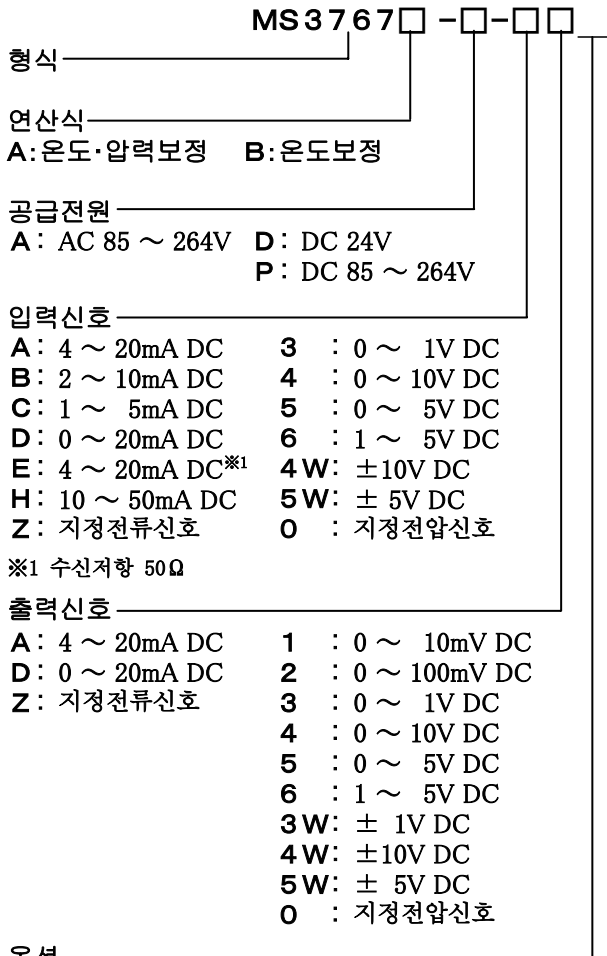 MS3767□ -□-□□
형식
연산식
A:온도·압력보정 B:온도보정
공급전원
A: AC 85 ～ 264V D: DC 24V
P: DC 85 ～ 264V
입력신호
A: 4 ～ 20mA DC 3 : 0 ～ 1V DC
B: 2 ～ 10mA DC 4 : 0 ～ 10V DC
C: 1 ～ 5mA DC 5 : 0 ～ 5V DC
D: 0 ～ 20mA DC 6 : 1 ～ 5V DC
E: 4 ～ 20mA DC※1 4W: ±10V DC
H: 10 ～ 50mA DC 5W: ± 5V DC
Z: 지정전류신호 0 : 지정전압신호
※1 수신저항 50Ω
출력신호
A: 4 ～ 20mA DC 1 : 0 ～ 10mV DC
D: 0 ～ 20mA DC 2 : 0 ～ 100mV DC
Z: 지정전류신호 3 : 0 ～ 1V DC
4 : 0 ～ 10V DC
5 : 0 ～ 5V DC
6 : 1 ～ 5V DC
3W: ± 1V DC
4W: ±10V DC
5W: ± 5V DC
0 : 지정전압신호
옵션